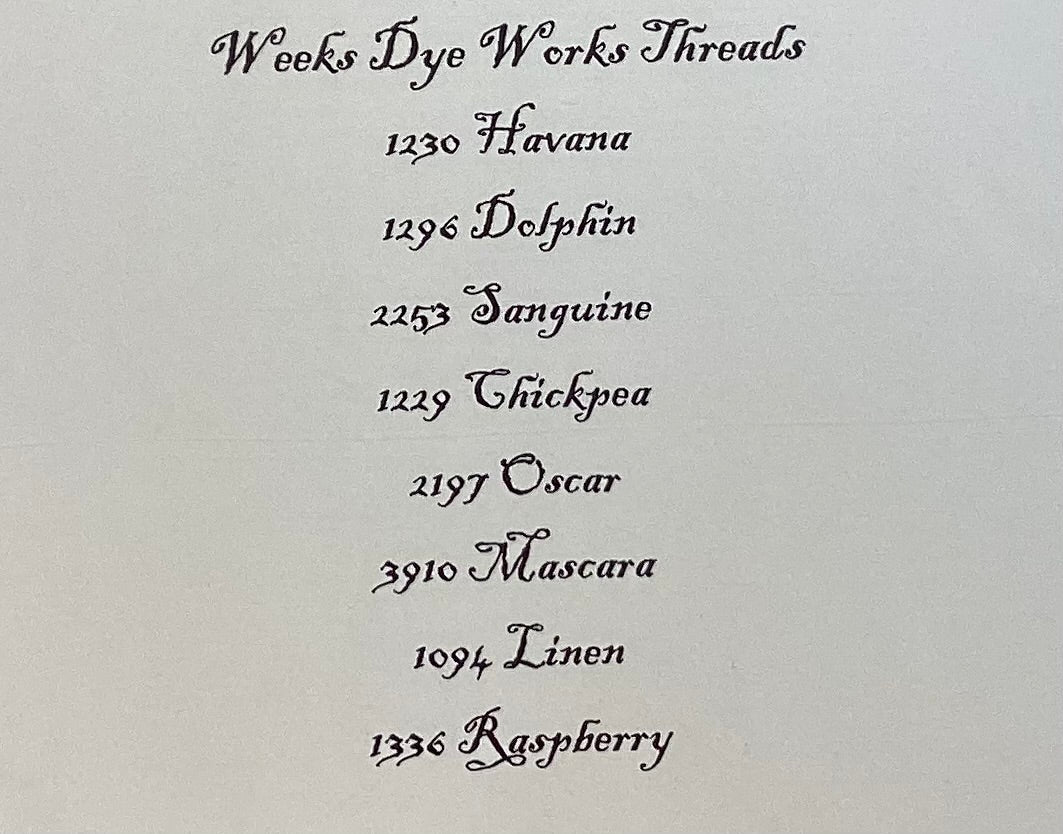 Weeks Dye Works Threads
1230 Havana
1296 Dolphin
2253 Sanguine
1229 Chickpea
2197 Oscar
3910 Mascara
1094 Linen
1336 Raspberry